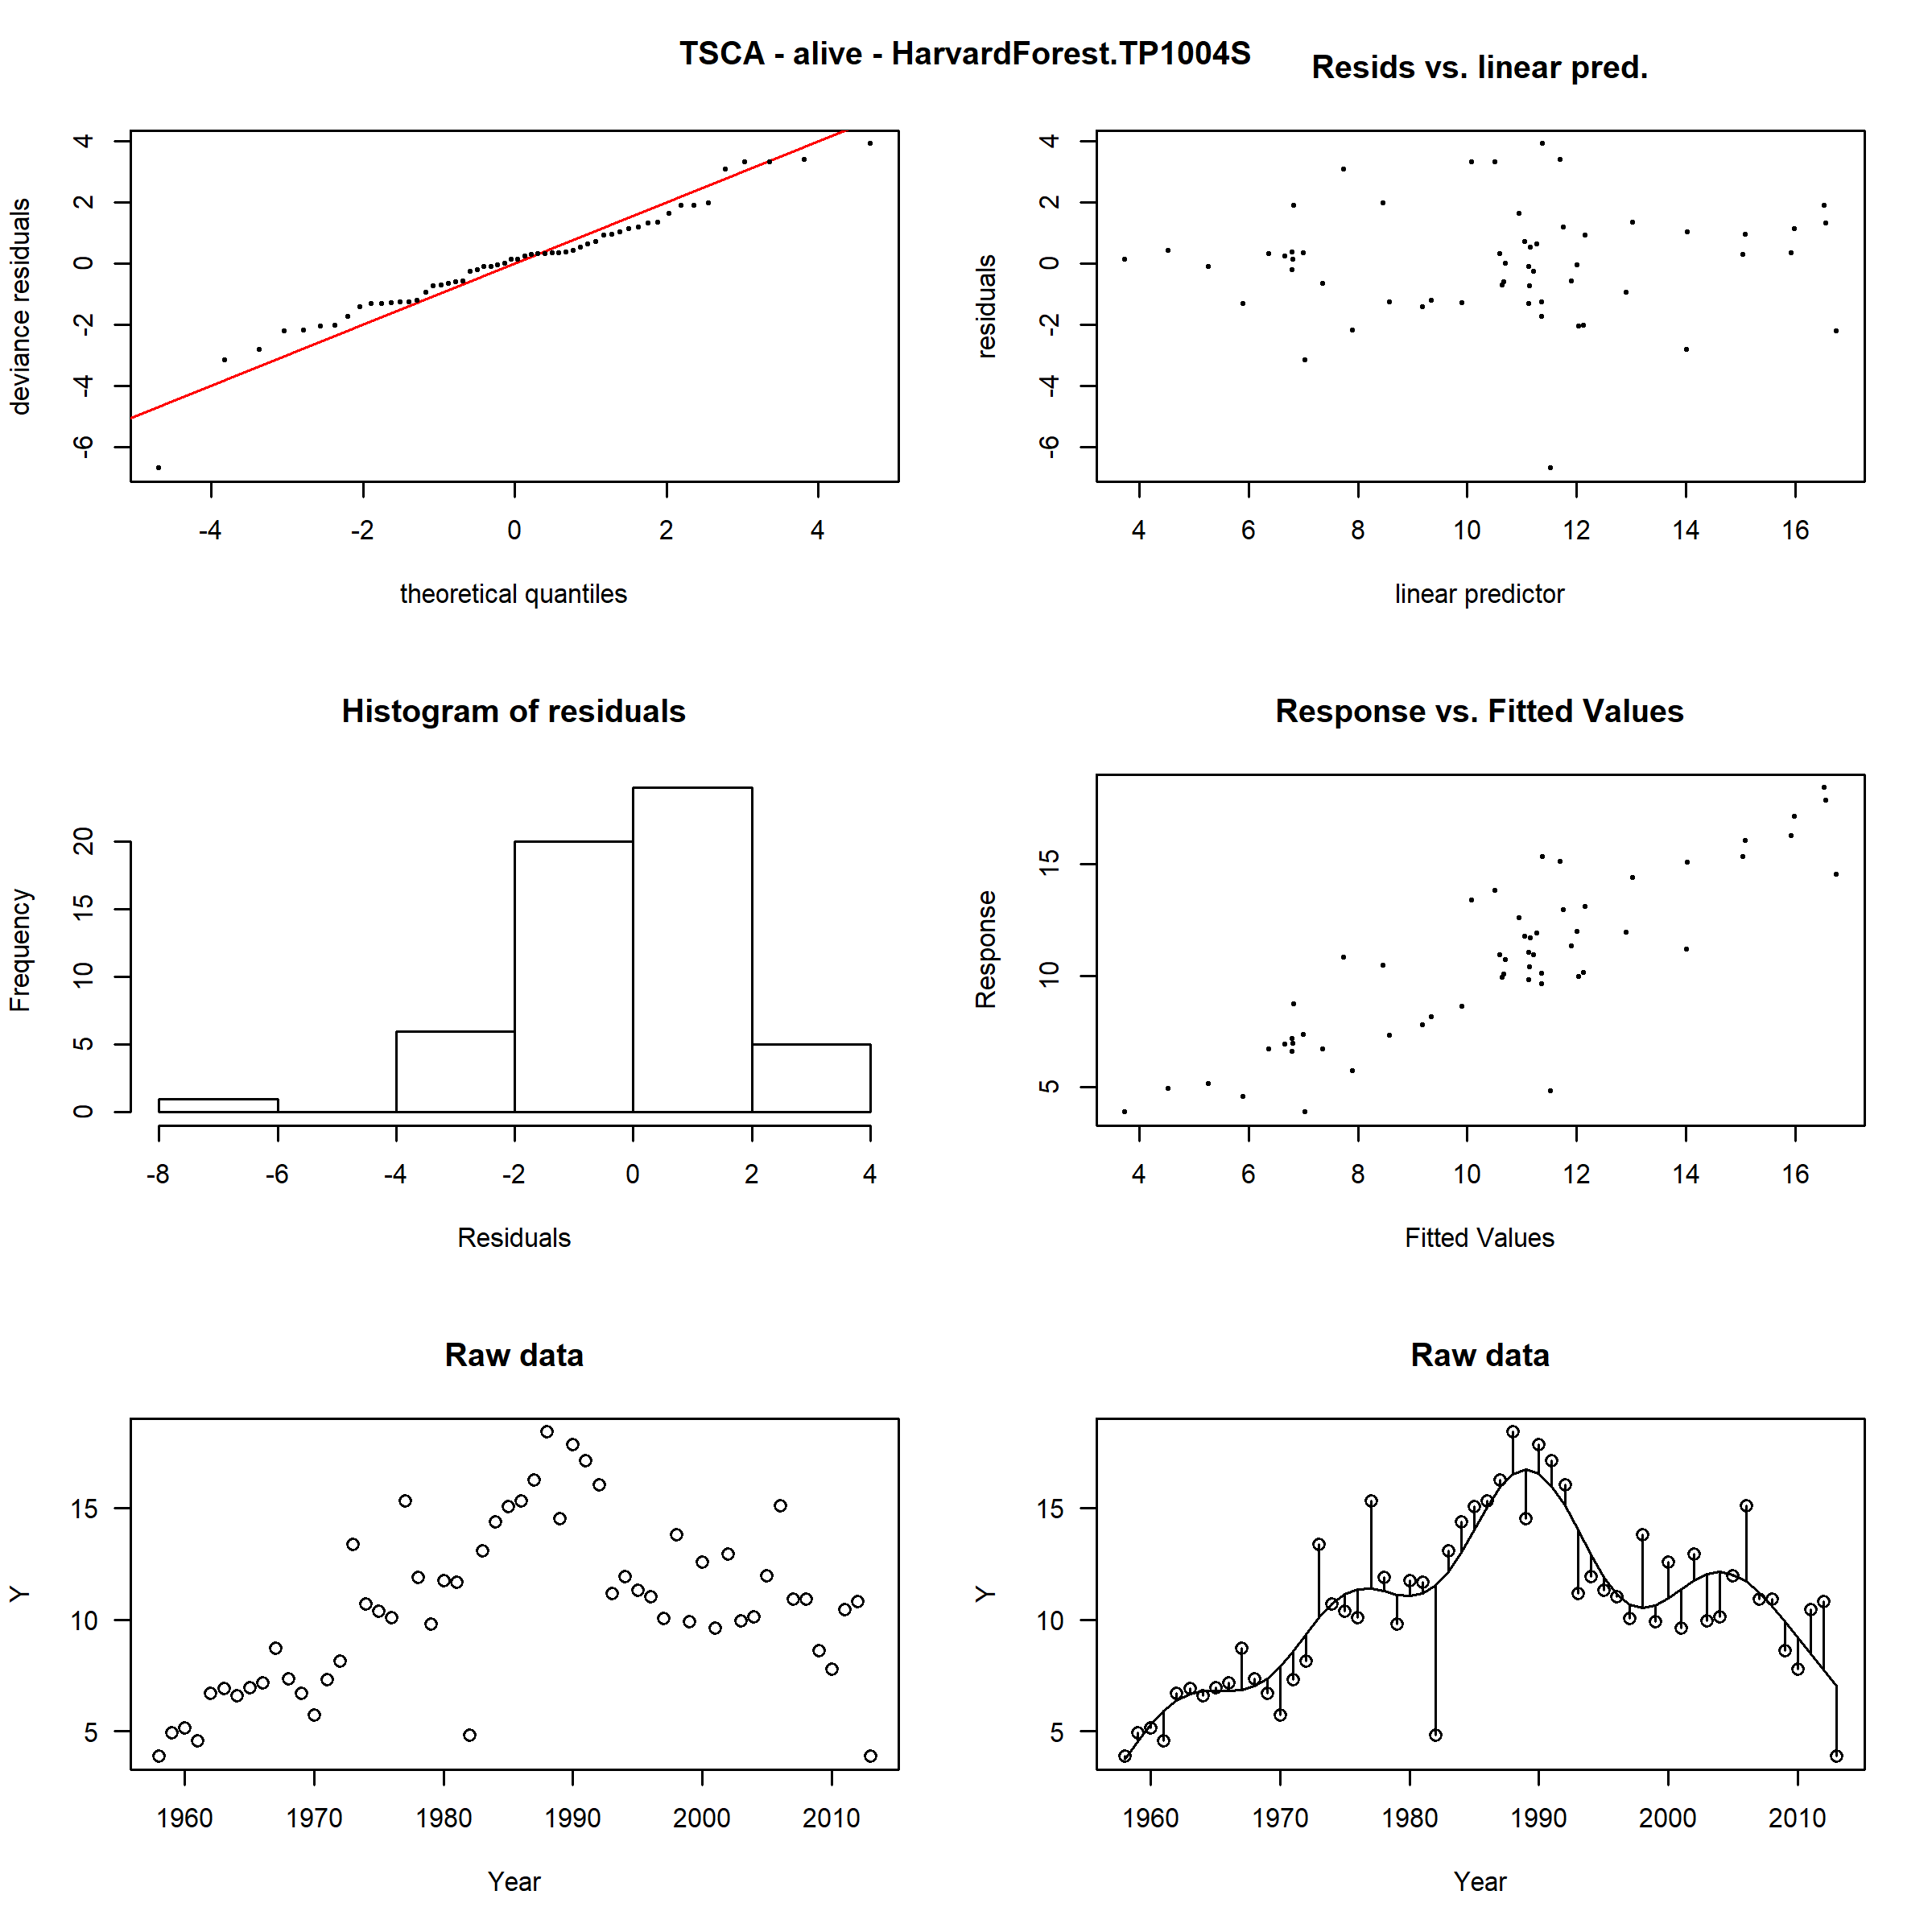 TSCA - alive - HarvardForest.TP1004S
Resids vs. linear pred.
deviance residuals
4
2
0
-2
-4
-6
-4 -2 0 2 4
theoretical quantiles
residuals
4
2
0
-2
-4
-6
4 6 8 10 12 14 16
linear predictor
Histogram of residuals
Frequency
20
15
10
5
0
-8 -6 -4 -2 0 2 4
Residuals
Response vs. Fitted Values
Response
15
10
5
4 6 8 10 12 14 16
Fitted Values
Raw data
Y
15
10
5
1960 1970 1980 1990 2000 2010
Year
Raw data
Y
15
10
5
1960 1970 1980 1990 2000 2010
Year